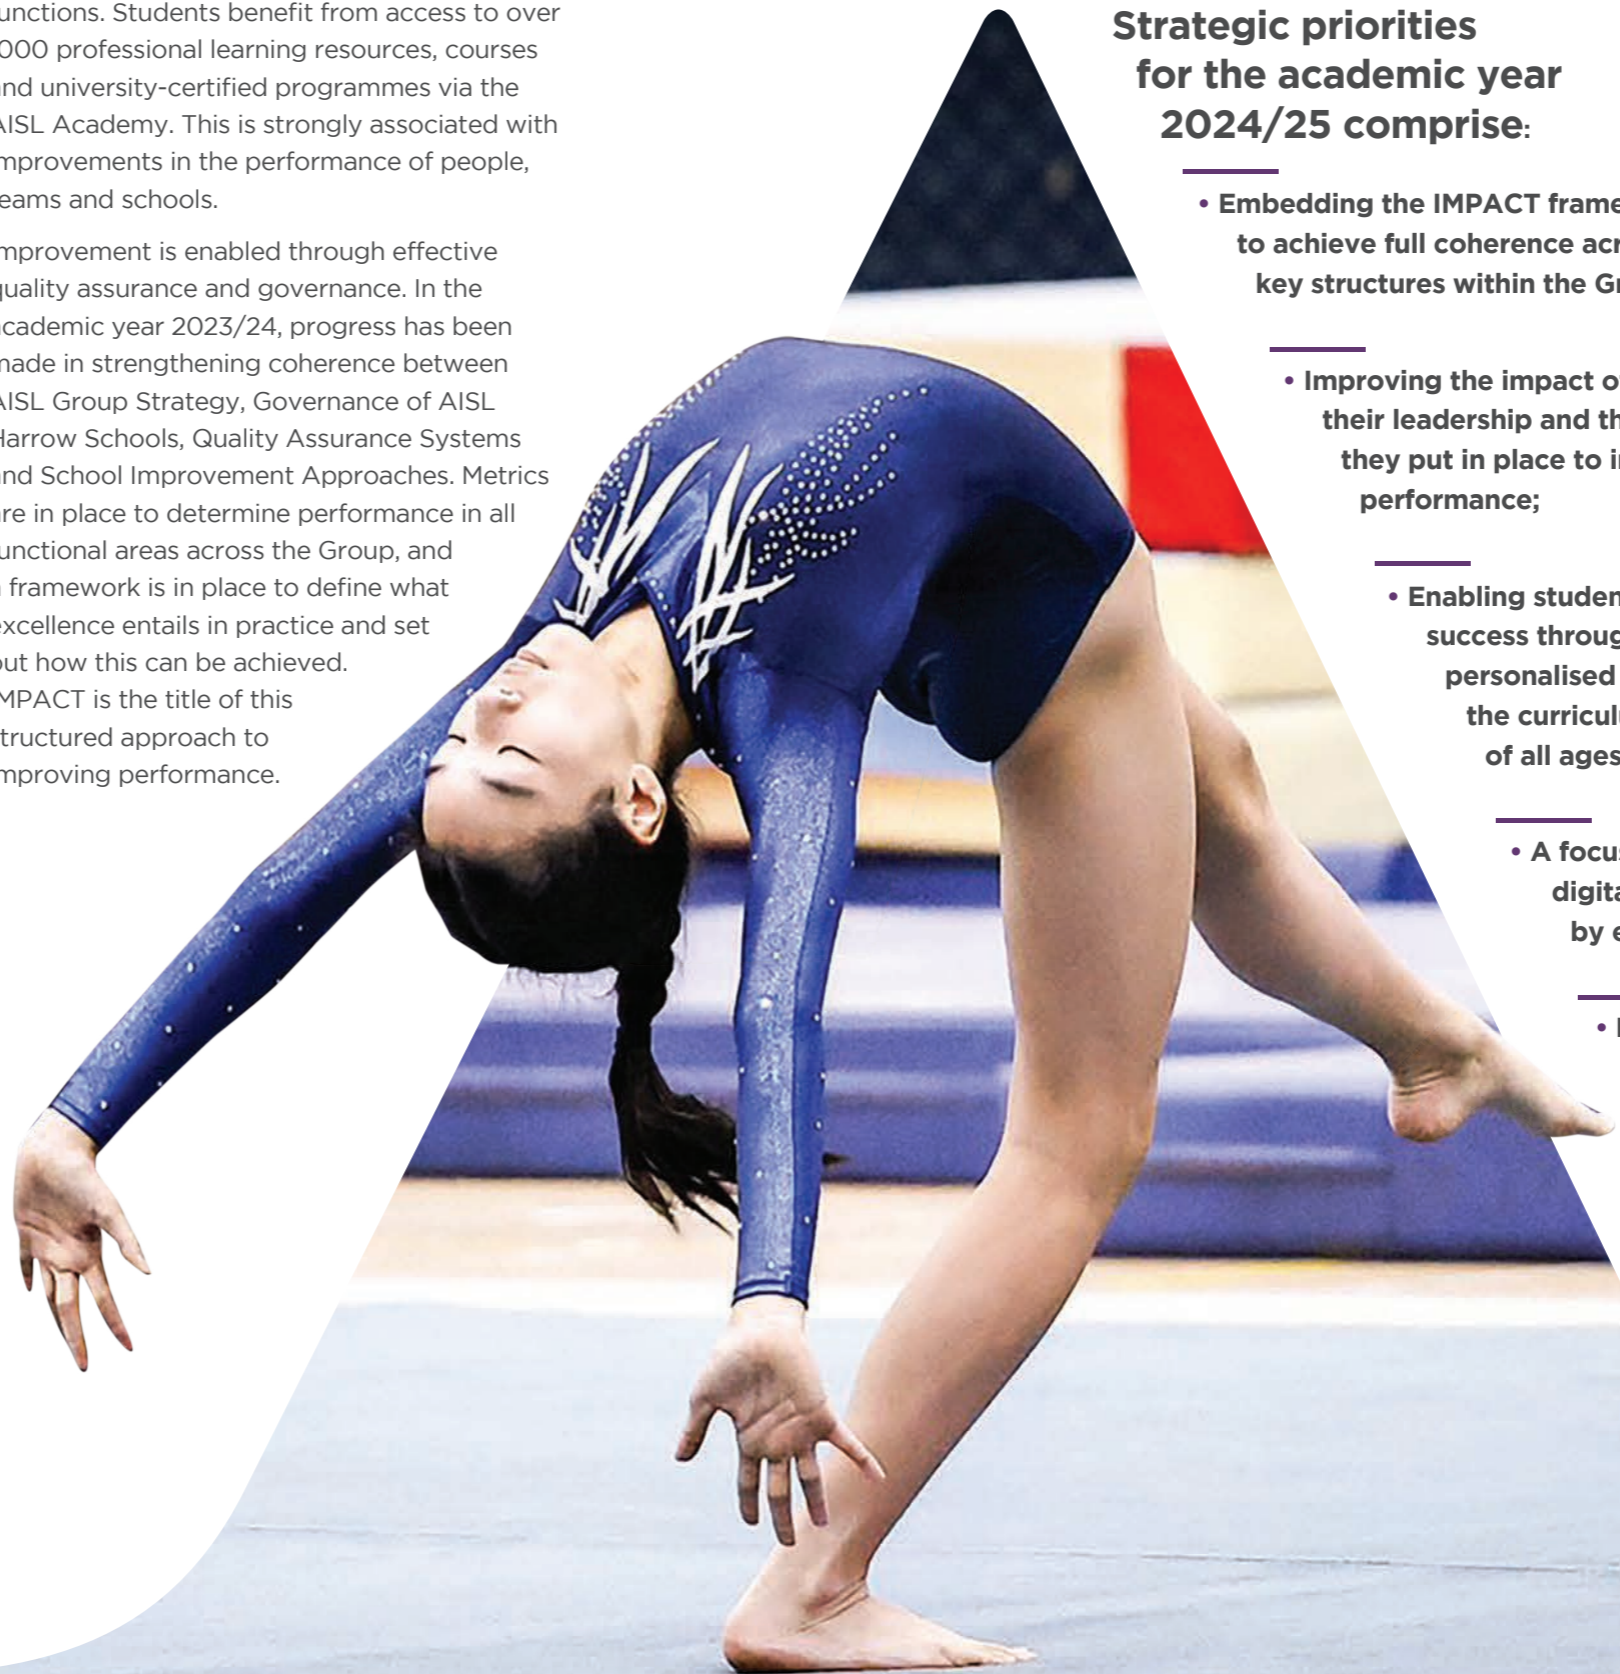 unctions. Students benefit from access to over
000 professional learning resources, courses
nd university-certified programmes via the
AISL Academy. This is strongly associated with
mprovements in the performance of people,
eams and schools.
mprovement is enabled through effective
quality assurance and governance. In the
academic year 2023/24, progress has been
made in strengthening coherence between
AISL Group Strategy, Governance of AISL
Harrow Schools, Quality Assurance Systems
and School Improvement Approaches. Metrics
are in place to determine performance in all
unctional areas across the Group, and
framework is in place to define what
excellence entails in practice and set
out how this can be achieved.
MPACT is the title of this
tructured approach to
mproving performance.
Strategic priorities
for the academic year
2024/25 comprise:
• Embedding the IMPACT frame
to achieve full coherence acr
key structures within the Gr
• Improving the impact o
their leadership and th
they put in place to i
performance;
• Enabling studen
success throug
personalised
the curricul
of all ages
• A focu
digita
by e
•